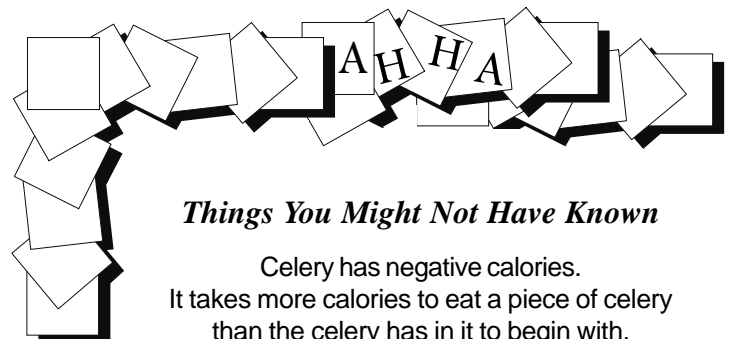 AHHA
Things You Might Not Have Known
Celery has negative calories.
It takes more calories to eat a piece of celery
than the celery has in it to begin with.